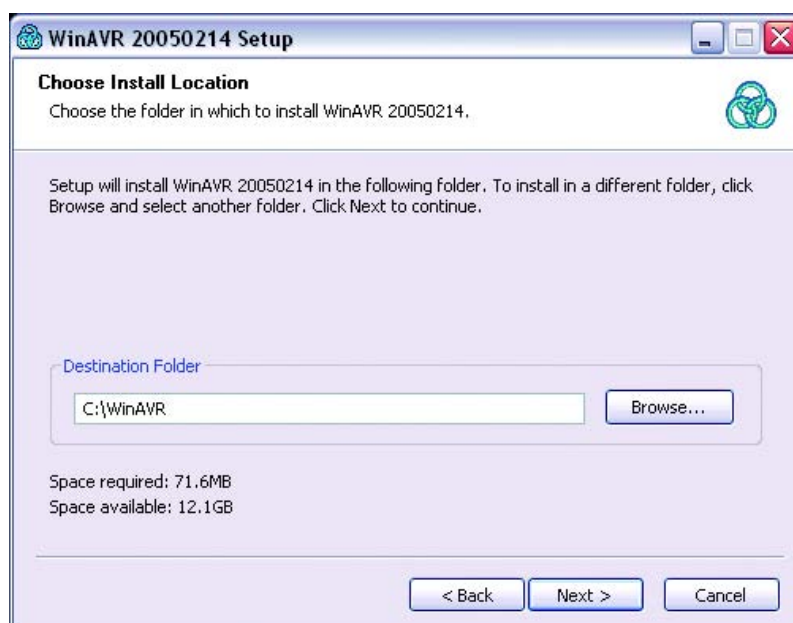 WinAVR 20050214 Setup
Choose Install Location
Choose the folder in which to install WinAVR 20050214.
Setup will install WinAVR 20050214 in the following folder. To install in a different folder, click
Browse and select another folder. Click Next to continue.
Destination Folder
C:\WinAVR
Browse...
Space required: 71.6MB
Space available: 12.1GB
< Back
Next >
Cancel